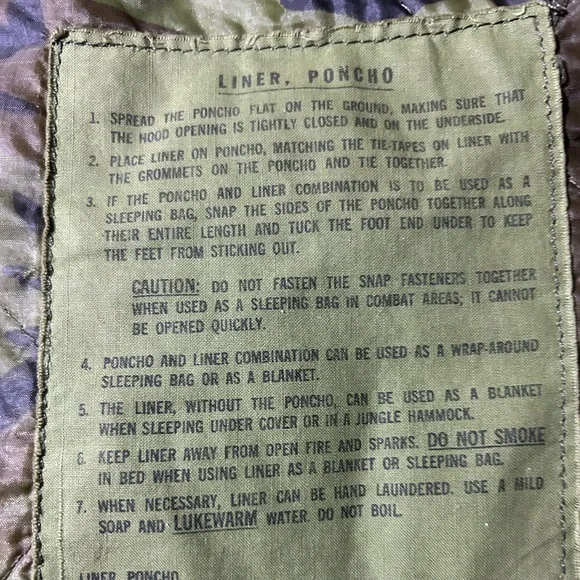 LINER, PONCHO
1. SPREAD THE PONCHO FLAT ON THE GROUND, MAKING SURE THAT
THE HOOD OPENING IS TIGHTLY CLOSED AND ON THE UNDERSIDE.
2. PLACE LINER ON PONCHO, MATCHING THE TIE-TAPES ON LINER WITH
THE GROMMETS ON THE PONCHO AND TIE TOGETHER.
3. IF THE PONCHO AND LINER COMBINATION IS TO BE USED AS A
SLEEPING BAG, SNAP THE SIDES OF THE PONCHO TOGETHER ALONG
THEIR ENTIRE LENGTH AND TUCK THE FOOT END UNDER TO KEEP
THE FEET FROM STICKING OUT.
CAUTION: DO NOT FASTEN THE SNAP FASTENERS TOGETHER
WHEN USED AS A SLEEPING BAG IN COMBAT AREAS; IT CANNOT
BE OPENED QUICKLY.
4. PONCHO AND LINER COMBINATION CAN BE USED AS A WRAP-AROUND
SLEEPING BAG OR AS A BLANKET.
5. THE LINER, WITHOUT THE PONCHO, CAN BE USED AS A BLANKET
WHEN SLEEPING UNDER COVER OR IN A JUNGLE HAMMOCK.
6. KEEP LINER AWAY FROM OPEN FIRE AND SPARKS. DO NOT SMOKE
IN BED WHEN USING LINER AS A BLANKET OR SLEEPING BAG.
7. WHEN NECESSARY, LINER CAN BE HAND LAUNDERED. USE A MILD
SOAP AND LUKEWARM WATER. DO NOT BOIL.
LINER, PONCHO